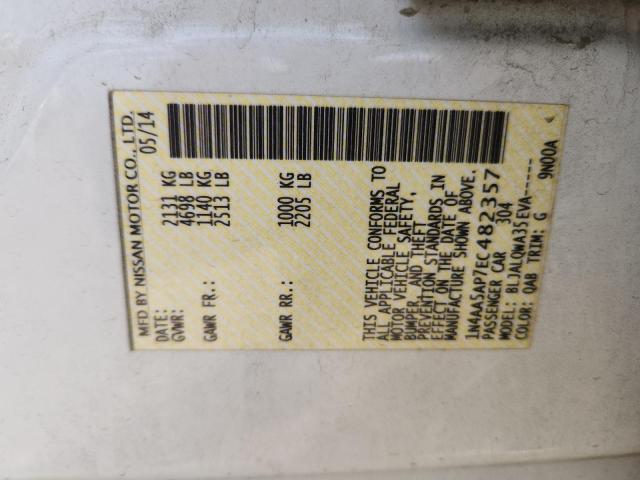 MFD BY NISSAN MOTOR CO., LTD.
DATE: 05/14
GVWR: 2131 KG
4698 LB
GAWR FR.: 1140 KG
2513 LB
GAWR RR.: 1000 KG
2205 LB
THIS VEHICLE CONFORMS TO
ALL APPLICABLE FEDERAL
MOTOR VEHICLE SAFETY,
BUMPER, AND THEFT
PREVENTION STANDARDS IN
EFFECT ON THE DATE OF
MANUFACTURE SHOWN ABOVE.
1N4AA5AP7EC482357
PASSENGER CAR 304
MODEL: BLJALQWA35EVA-----
COLOR: QAB TRIM: G 9N00A